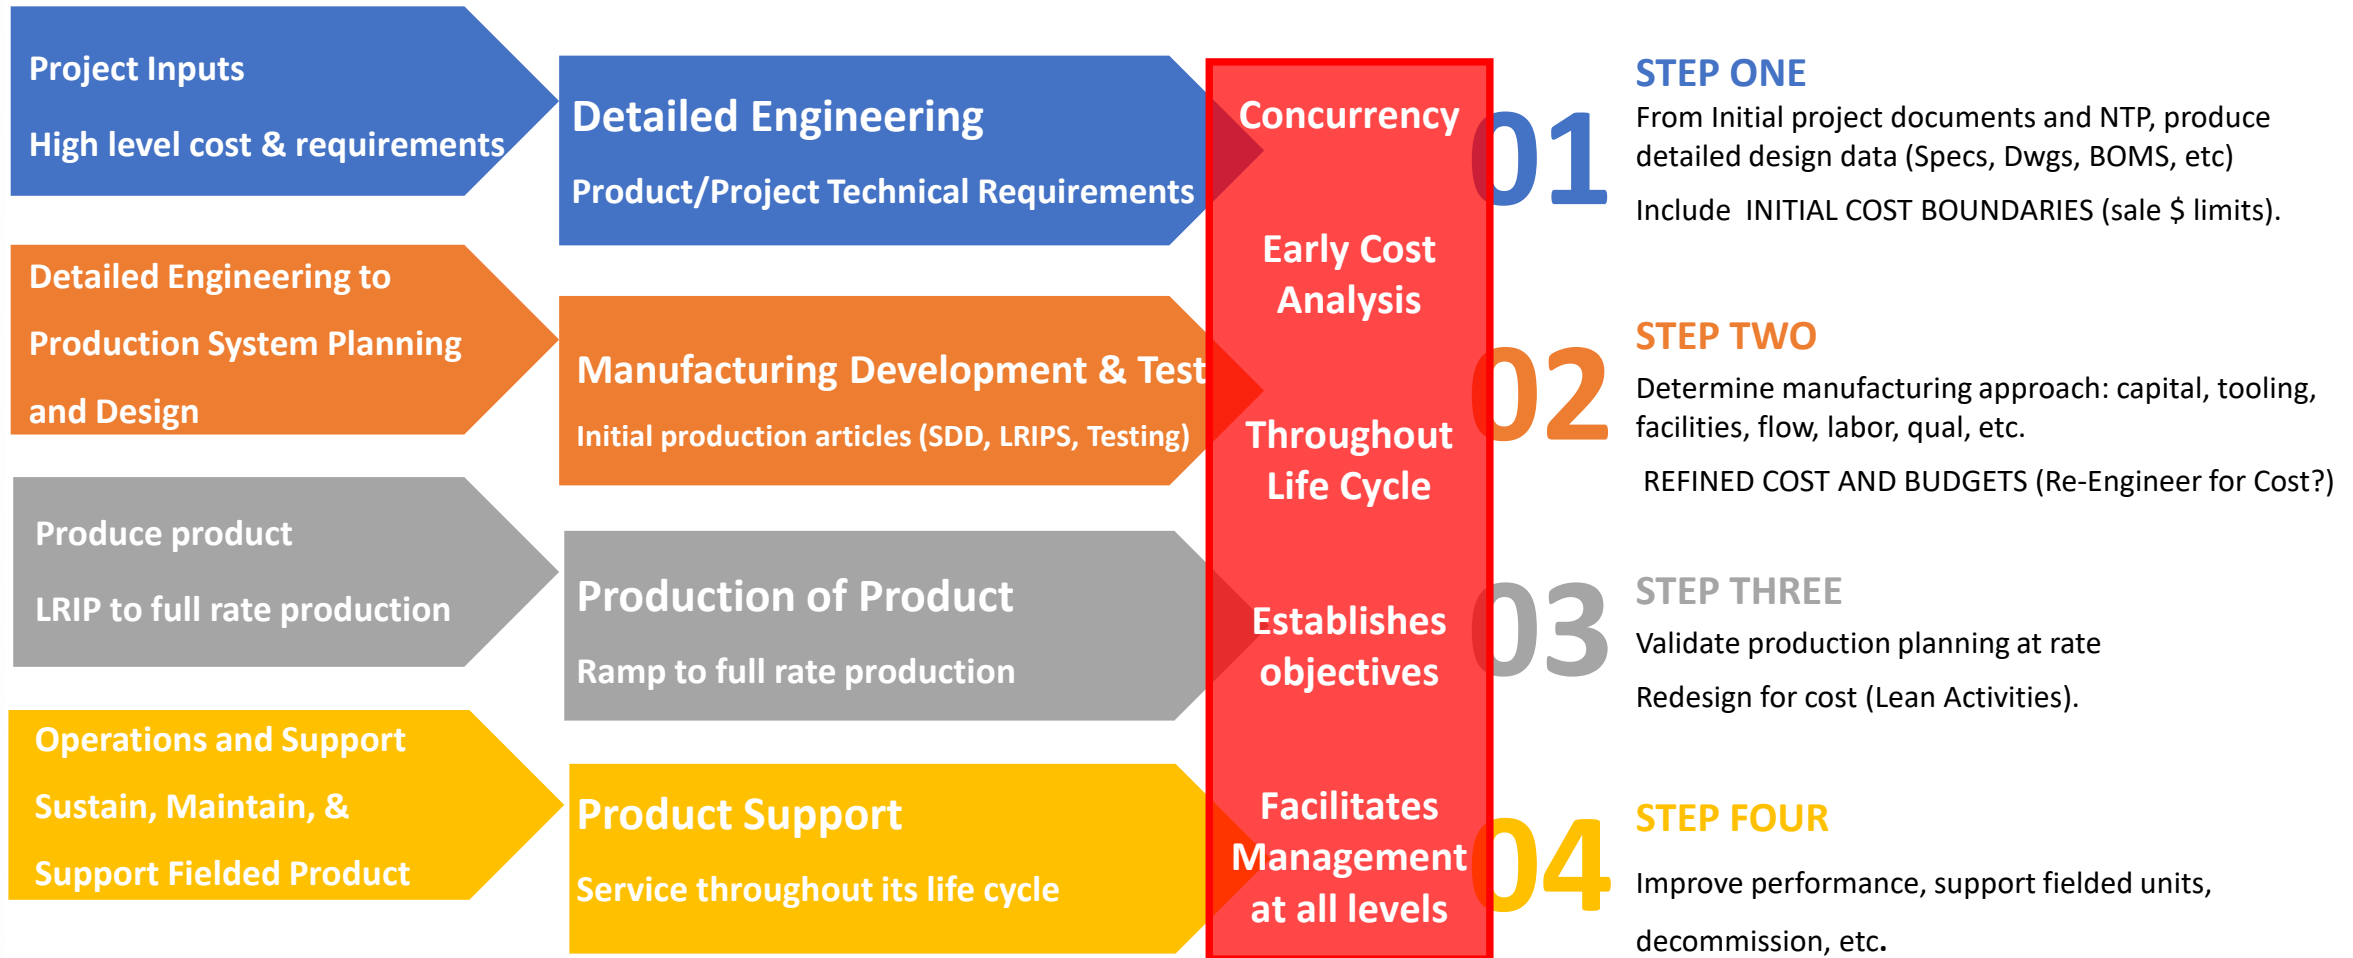 Project Inputs
High level cost & requirements
Detailed Engineering
Product/Project Technical Requirements
Detailed Engineering to
Production System Planning
and Design
Manufacturing Development & Test
Initial production articles (SDD, LRIPS, Testing)
Produce product
LRIP to full rate production
Production of Product
Ramp to full rate production
Operations and Support
Sustain, Maintain, &
Support Fielded Product
Product Support
Service throughout its life cycle
Concurrency
Early Cost
Analysis
Throughout
Life Cycle
Establishes
objectives
Facilitates
Management
at all levels
01
STEP ONE
From Initial project documents and NTP, produce
detailed design data (Specs, Dwgs, BOMS, etc)
Include INITIAL COST BOUNDARIES (sale $ limits).
02
STEP TWO
Determine manufacturing approach: capital, tooling,
facilities, flow, labor, qual, etc.
REFINED COST AND BUDGETS (Re-Engineer for Cost?)
03
STEP THREE
Validate production planning at rate
Redesign for cost (Lean Activities).
04
STEP FOUR
Improve performance, support fielded units,
decommission, etc.